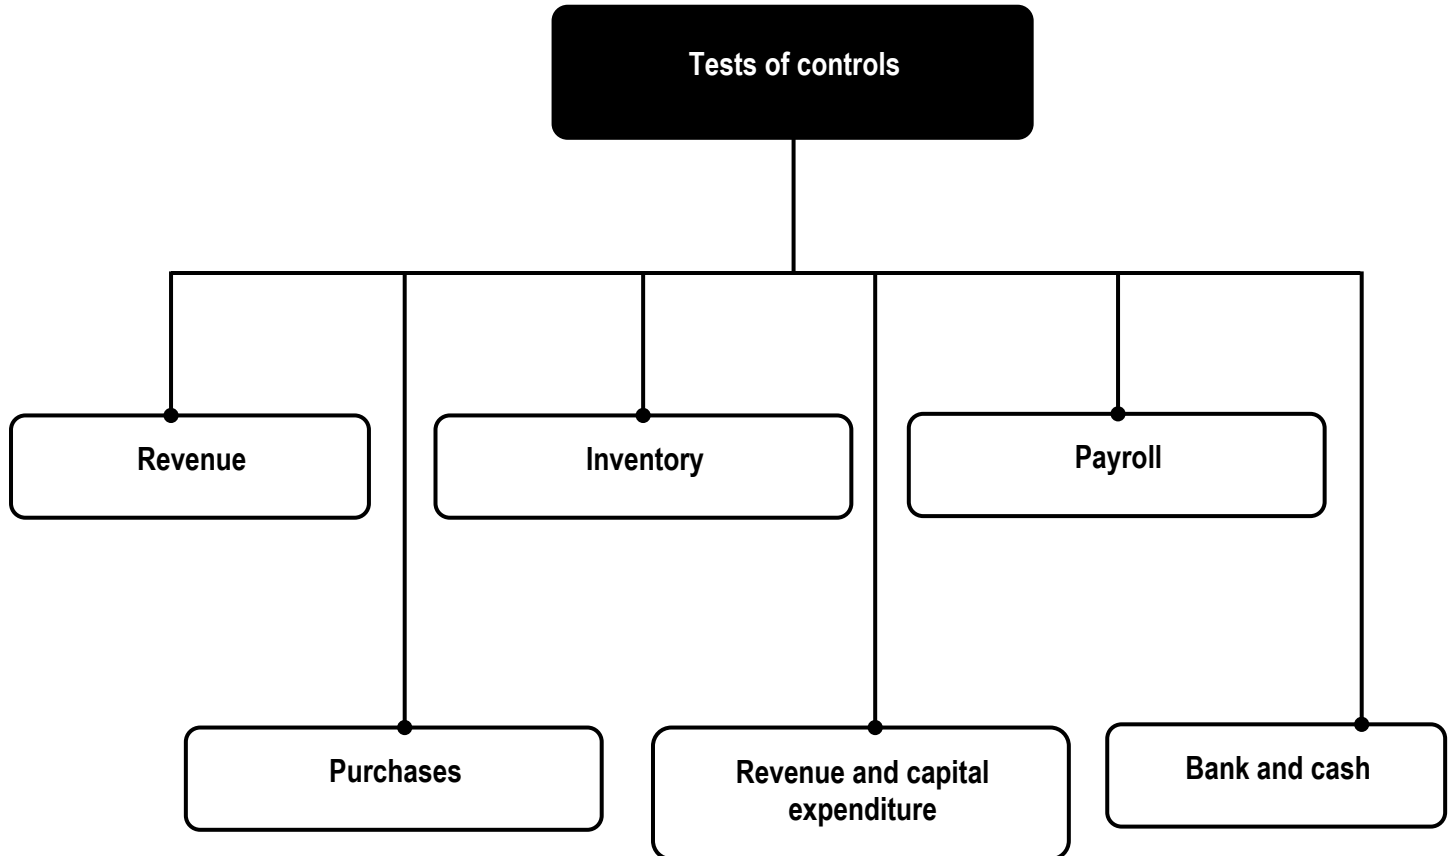 Tests of controls
Revenue
Inventory
Payroll
Purchases
Revenue and capital
expenditure
Bank and cash